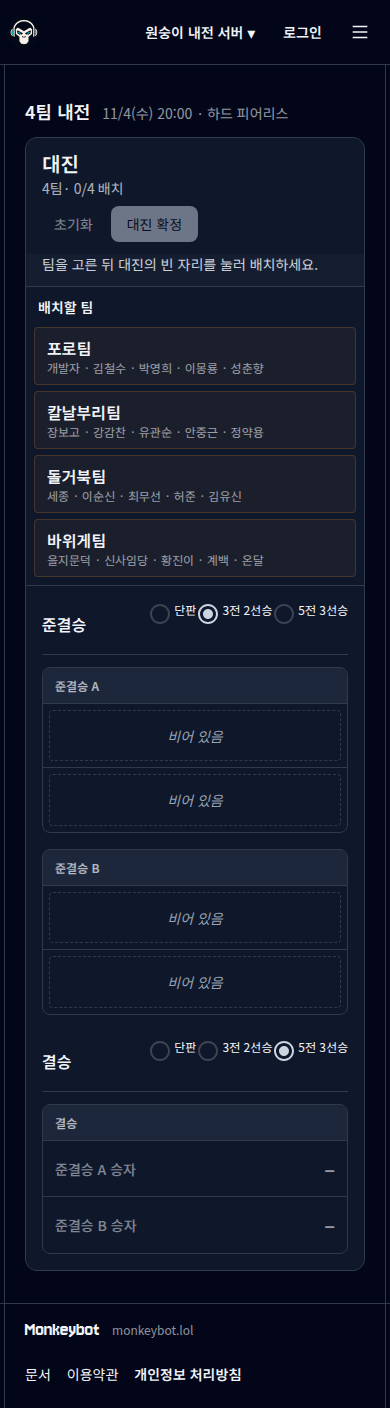 원숭이 내전 서버 ▾ 로그인
4팀 내전 11/4(수) 20:00 · 하드 피어리스
대진
4팀 · 0/4 배치
초기화 대진 확정
팀을 고른 뒤 대진의 빈 자리를 눌러 배치하세요.
배치할 팀
포로팀
개발자 · 김철수 · 박영희 · 이몽룡 · 성춘향
칼날부리팀
장보고 · 강감찬 · 유관순 · 안중근 · 정약용
돌거북팀
세종 · 이순신 · 최무선 · 허준 · 김유신
바위게팀
을지문덕 · 신사임당 · 황진이 · 계백 · 온달
준결승 단판 3전 2선승 5전 3선승
준결승 A
비어 있음
비어 있음
준결승 B
비어 있음
비어 있음
결승 단판 3전 2선승 5전 3선승
결승
준결승 A 승자 –
준결승 B 승자 –
Monkeybot monkeybot.lol
문서 이용약관 개인정보 처리방침